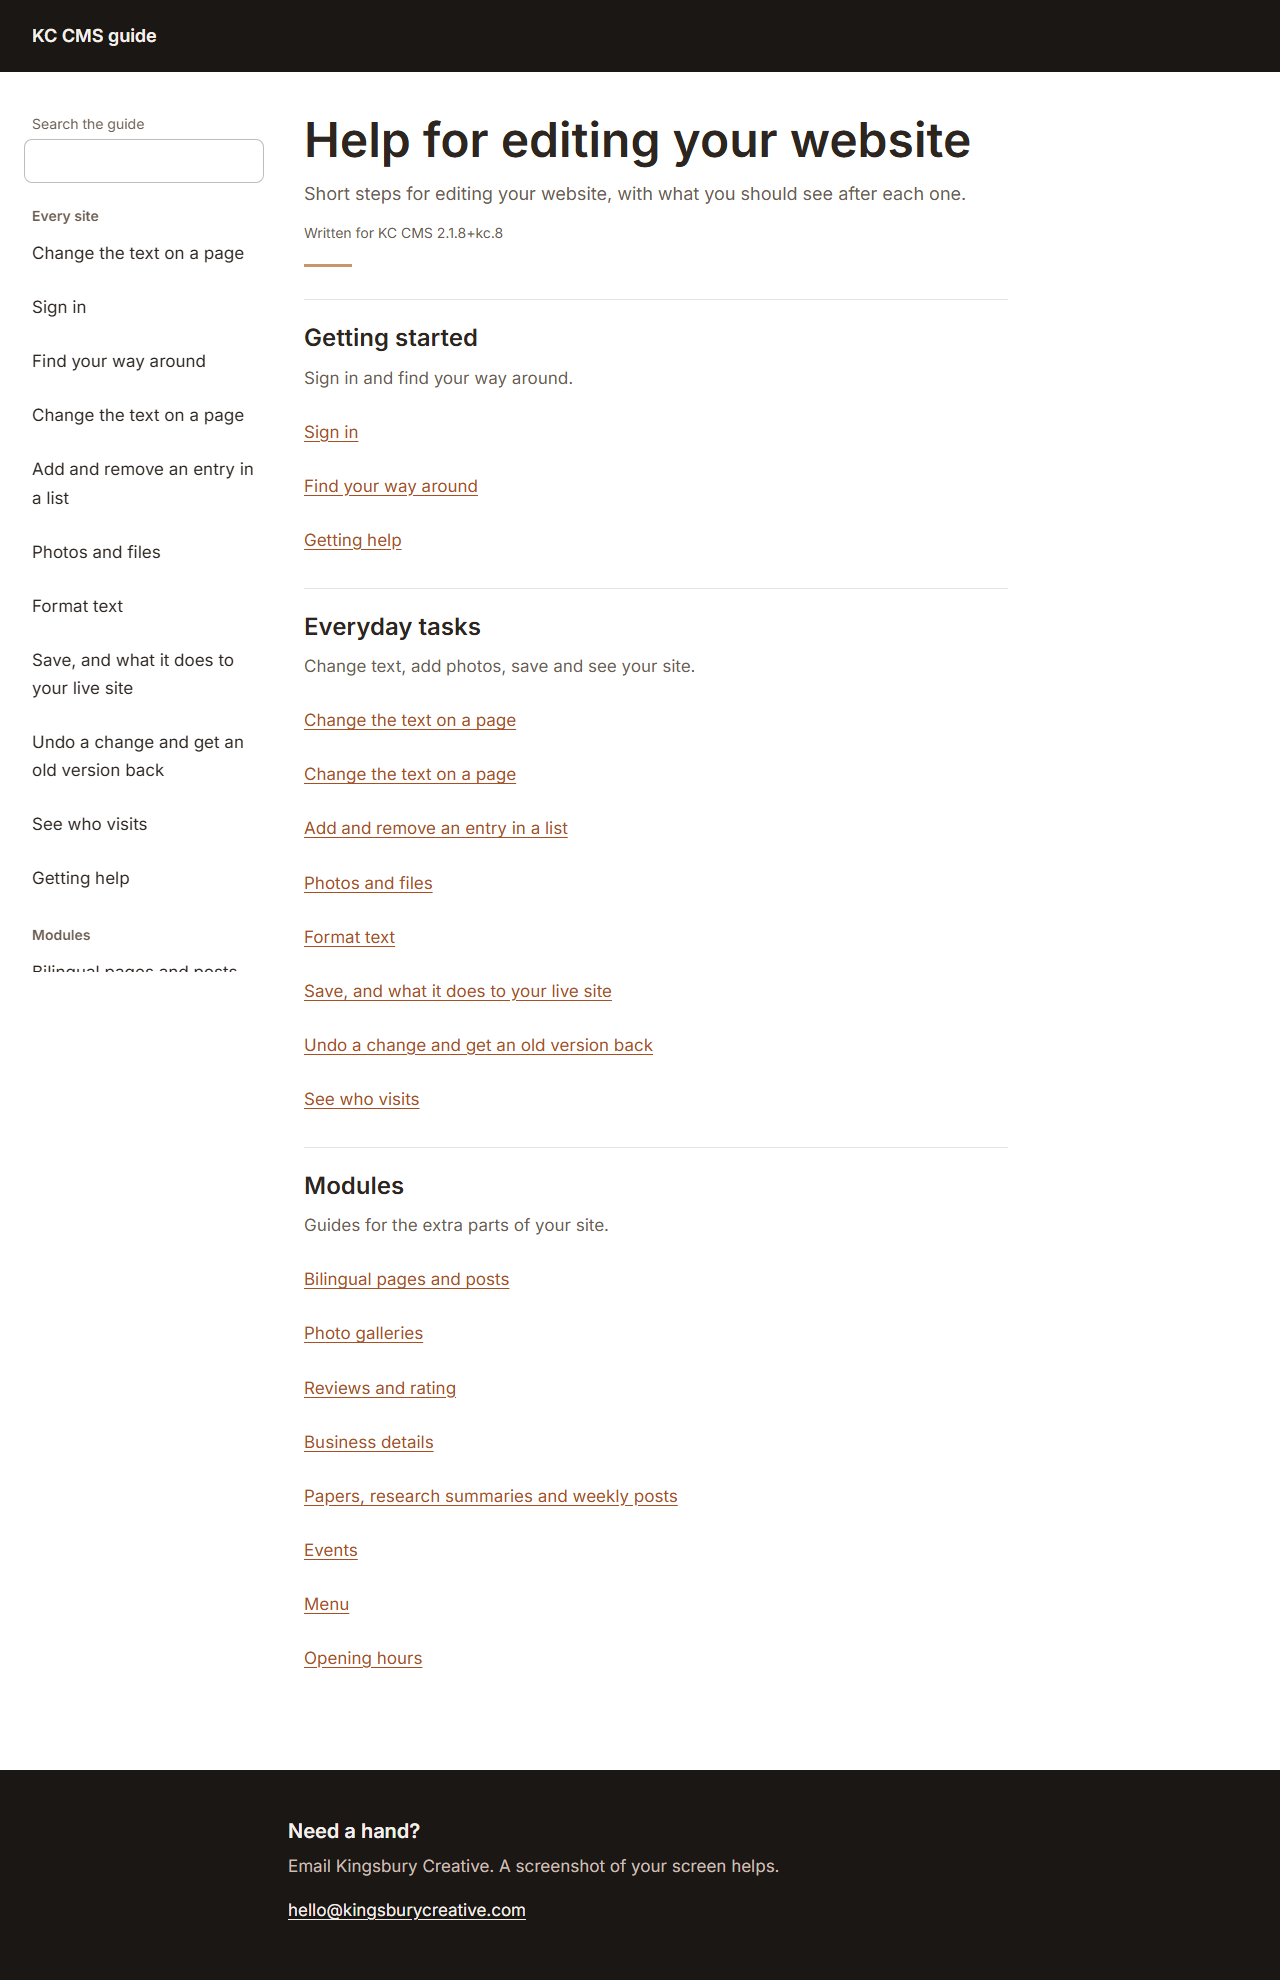 KC CMS guide
Search the guide
Every site
Change the text on a page
Sign in
Find your way around
Change the text on a page
Add and remove an entry in
a list
Photos and files
Format text
Save, and what it does to
your live site
Undo a change and get an
old version back
See who visits
Getting help
Modules
Bilingual pages and posts
Help for editing your website
Short steps for editing your website, with what you should see after each one.
Written for KC CMS 2.1.8+kc.8
Getting started
Sign in and find your way around.
Sign in
Find your way around
Getting help
Everyday tasks
Change text, add photos, save and see your site.
Change the text on a page
Change the text on a page
Add and remove an entry in a list
Photos and files
Format text
Save, and what it does to your live site
Undo a change and get an old version back
See who visits
Modules
Guides for the extra parts of your site.
Bilingual pages and posts
Photo galleries
Reviews and rating
Business details
Papers, research summaries and weekly posts
Events
Menu
Opening hours
Need a hand?
Email Kingsbury Creative. A screenshot of your screen helps.
hello@kingsburycreative.com